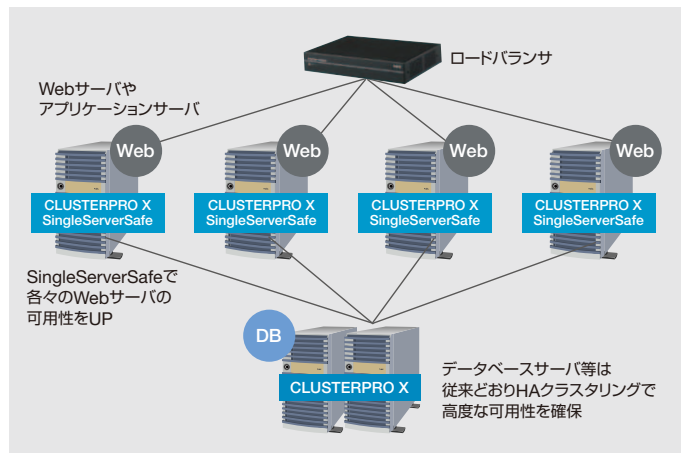 ロードバランサ
Webサーバや
アプリケーションサーバ
Web
Web
Web
Web
CLUSTERPRO X
SingleServerSafe
CLUSTERPRO X
SingleServerSafe
CLUSTERPRO X
SingleServerSafe
CLUSTERPRO X
SingleServerSafe
SingleServerSafeで
各々のWebサーバの
可用性をUP
DB
CLUSTERPRO X
データベースサーバ等は
従来どおりHAクラスタリングで
高度な可用性を確保